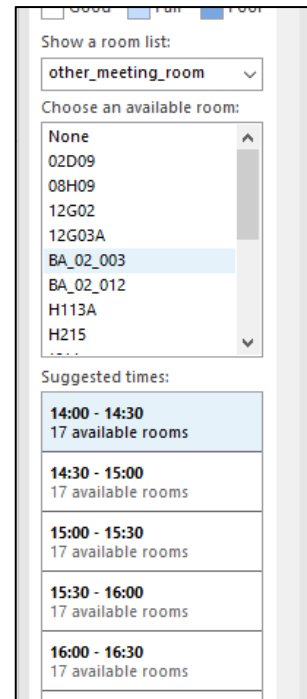 Good Fair Poor
Show a room list:
other_meeting_room
Choose an available room:
None
02D09
08H09
12G02
12G03A
BA_02_003
BA_02_012
H113A
H215
Suggested times:
14:00 - 14:30
17 available rooms
14:30 - 15:00
17 available rooms
15:00 - 15:30
17 available rooms
15:30 - 16:00
17 available rooms
16:00 - 16:30
17 available rooms